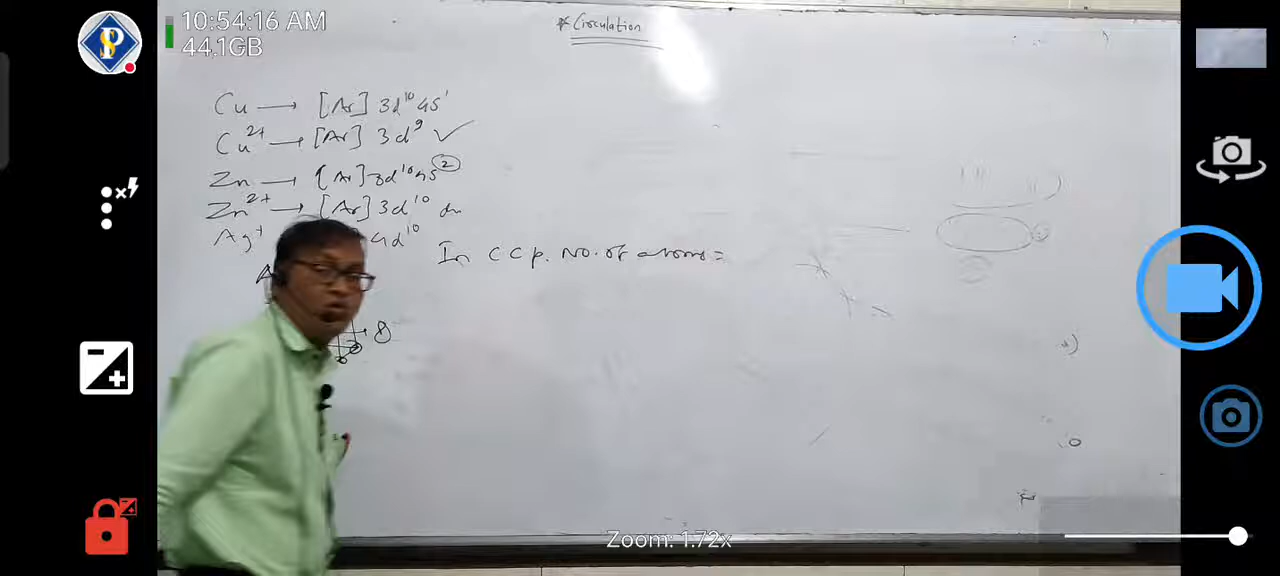 10:54:16 AM
44,1GB
* Circulation
Cu → [Ar] 3d¹⁰ 4s¹
Cu²⁺ → [Ar] 3d⁹ ✓
Zn → [Ar] 3d¹⁰ 4s²
Zn²⁺ → [Ar] 3d¹⁰
Ag⁺ 4d¹⁰
In CCp. No. of atoms =
8
Zoom: 1.72x